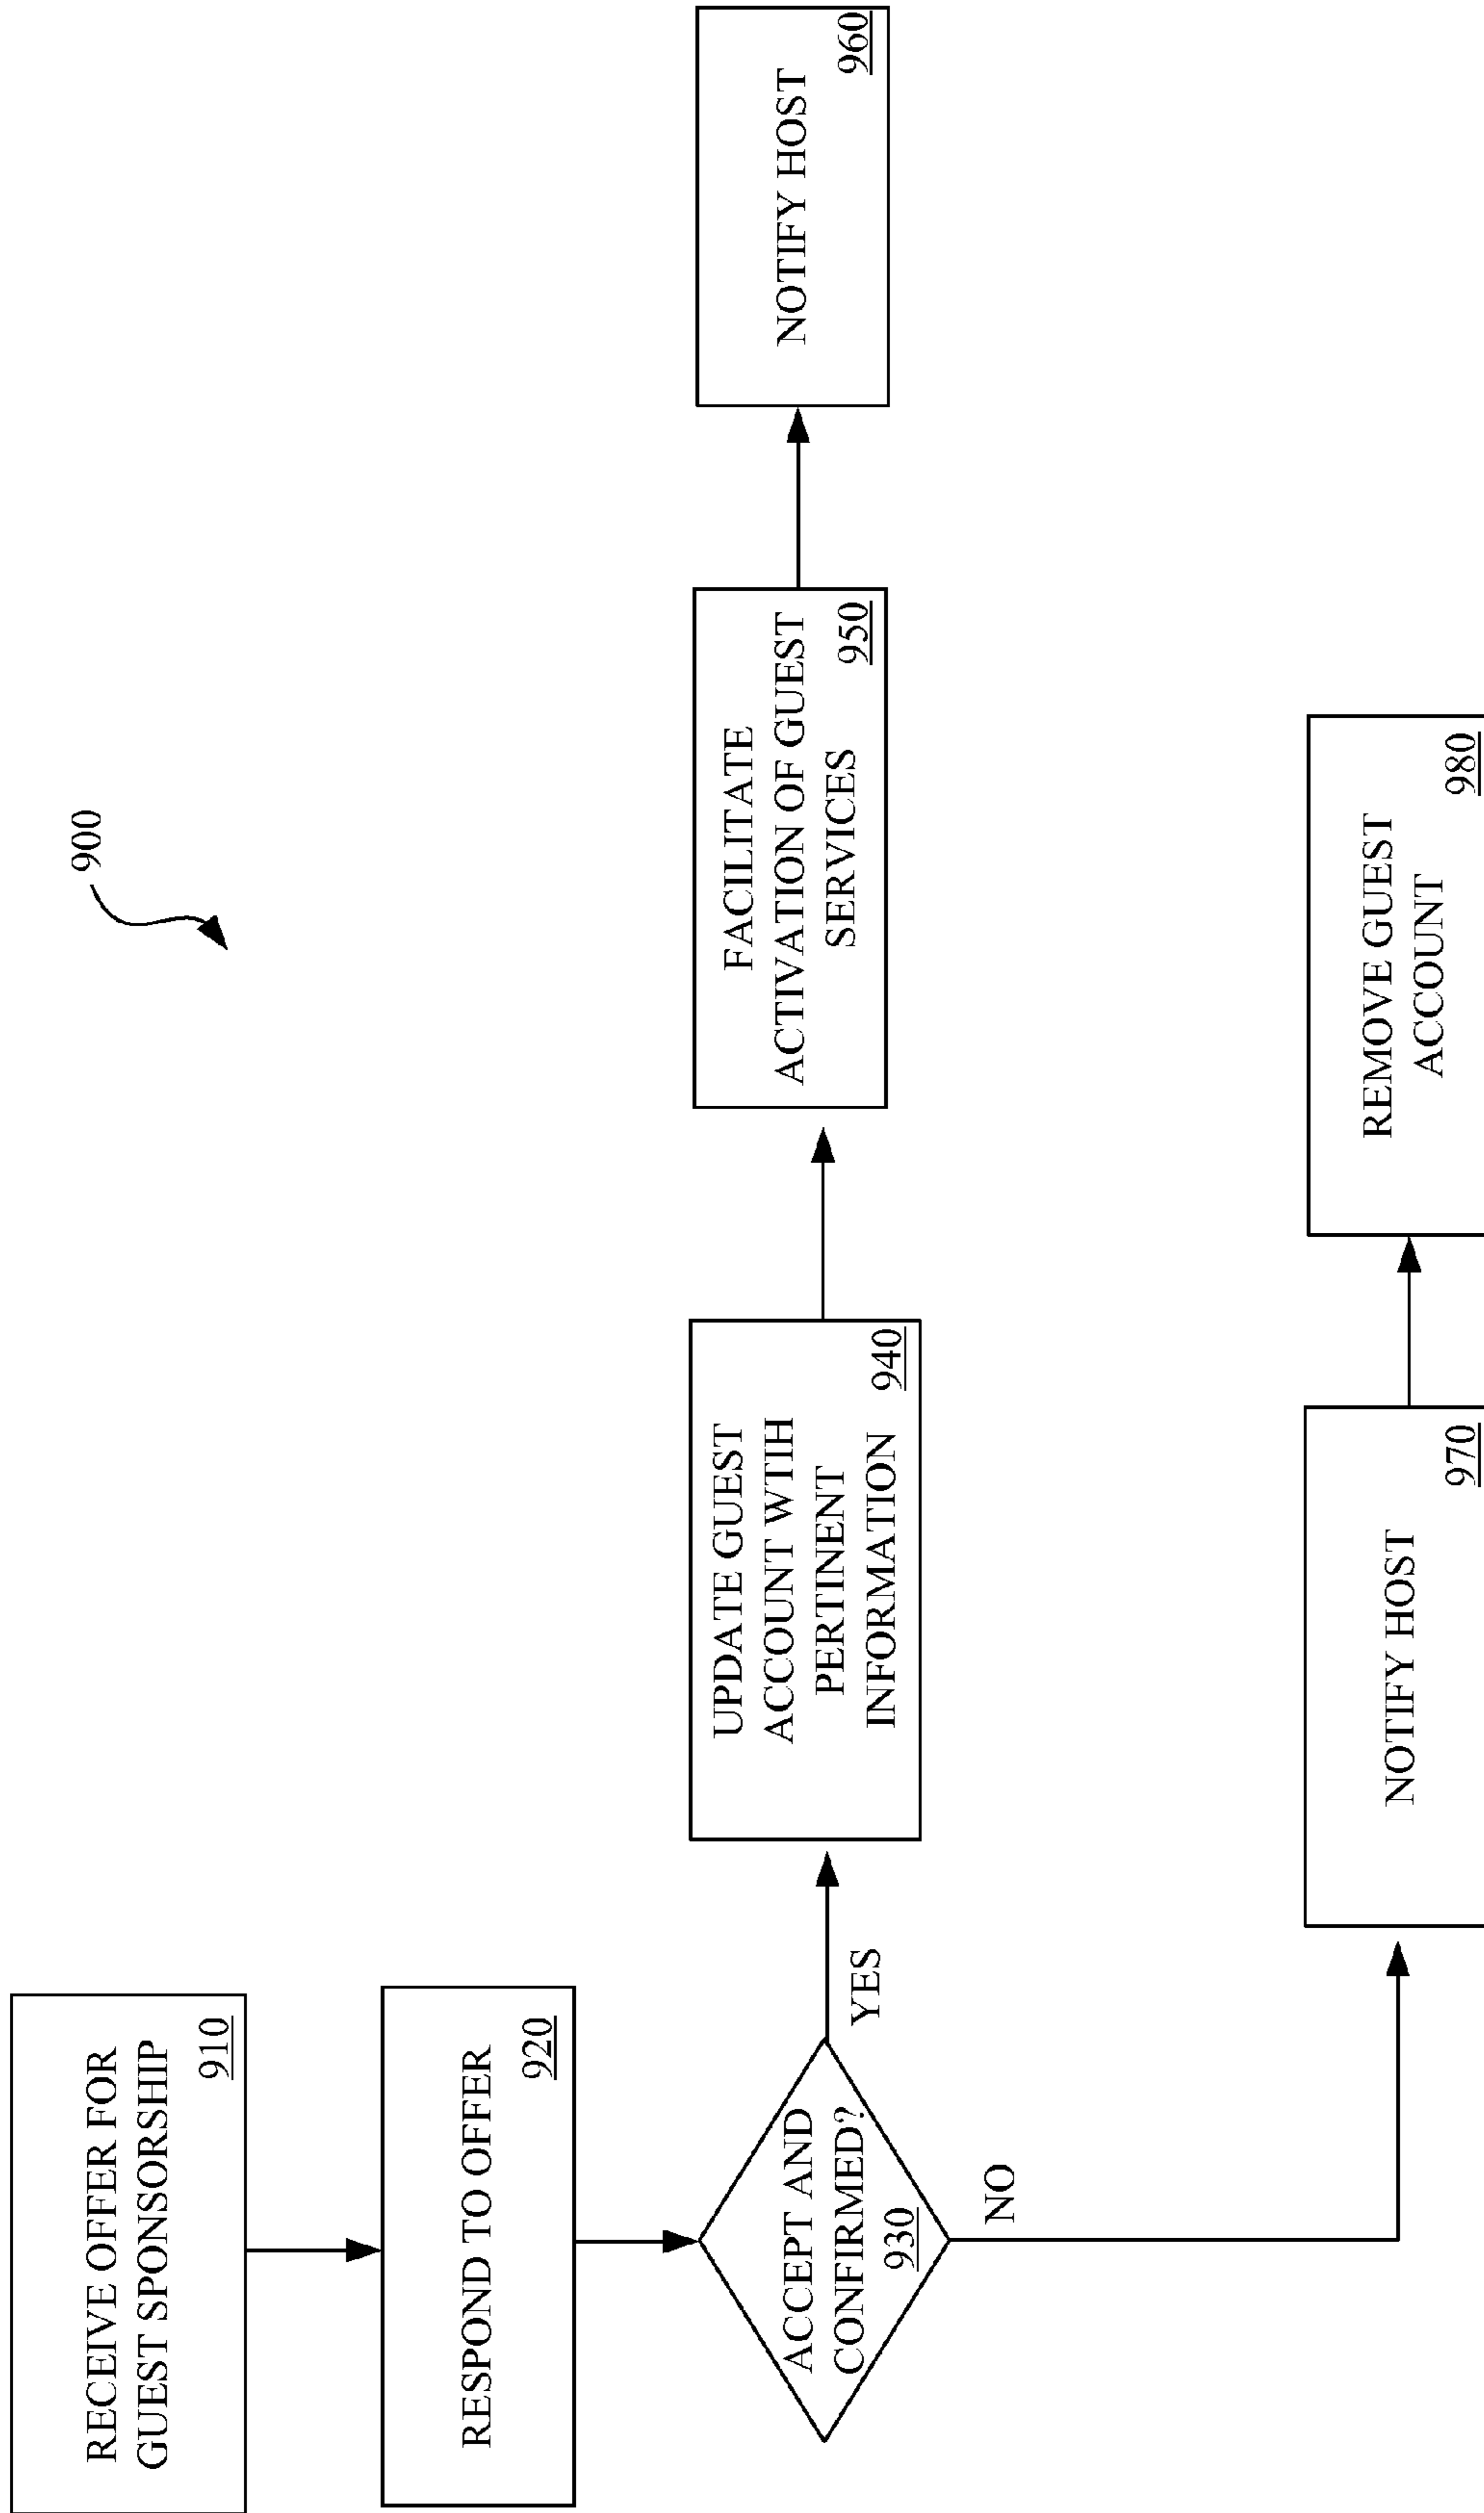 900
RECEIVE OFFER FOR
GUEST SPONSORSHIP
910
RESPOND TO OFFER
920
ACCEPT AND
CONFIRMED?
930
YES
NO
UPDATE GUEST
ACCOUNT WTIH
PERTINENT
INFORMATION
940
FACILITATE
ACTIVATION OF GUEST
SERVICES
950
NOTIFY HOST
960
NOTIFY HOST
970
REMOVE GUEST
ACCOUNT
980